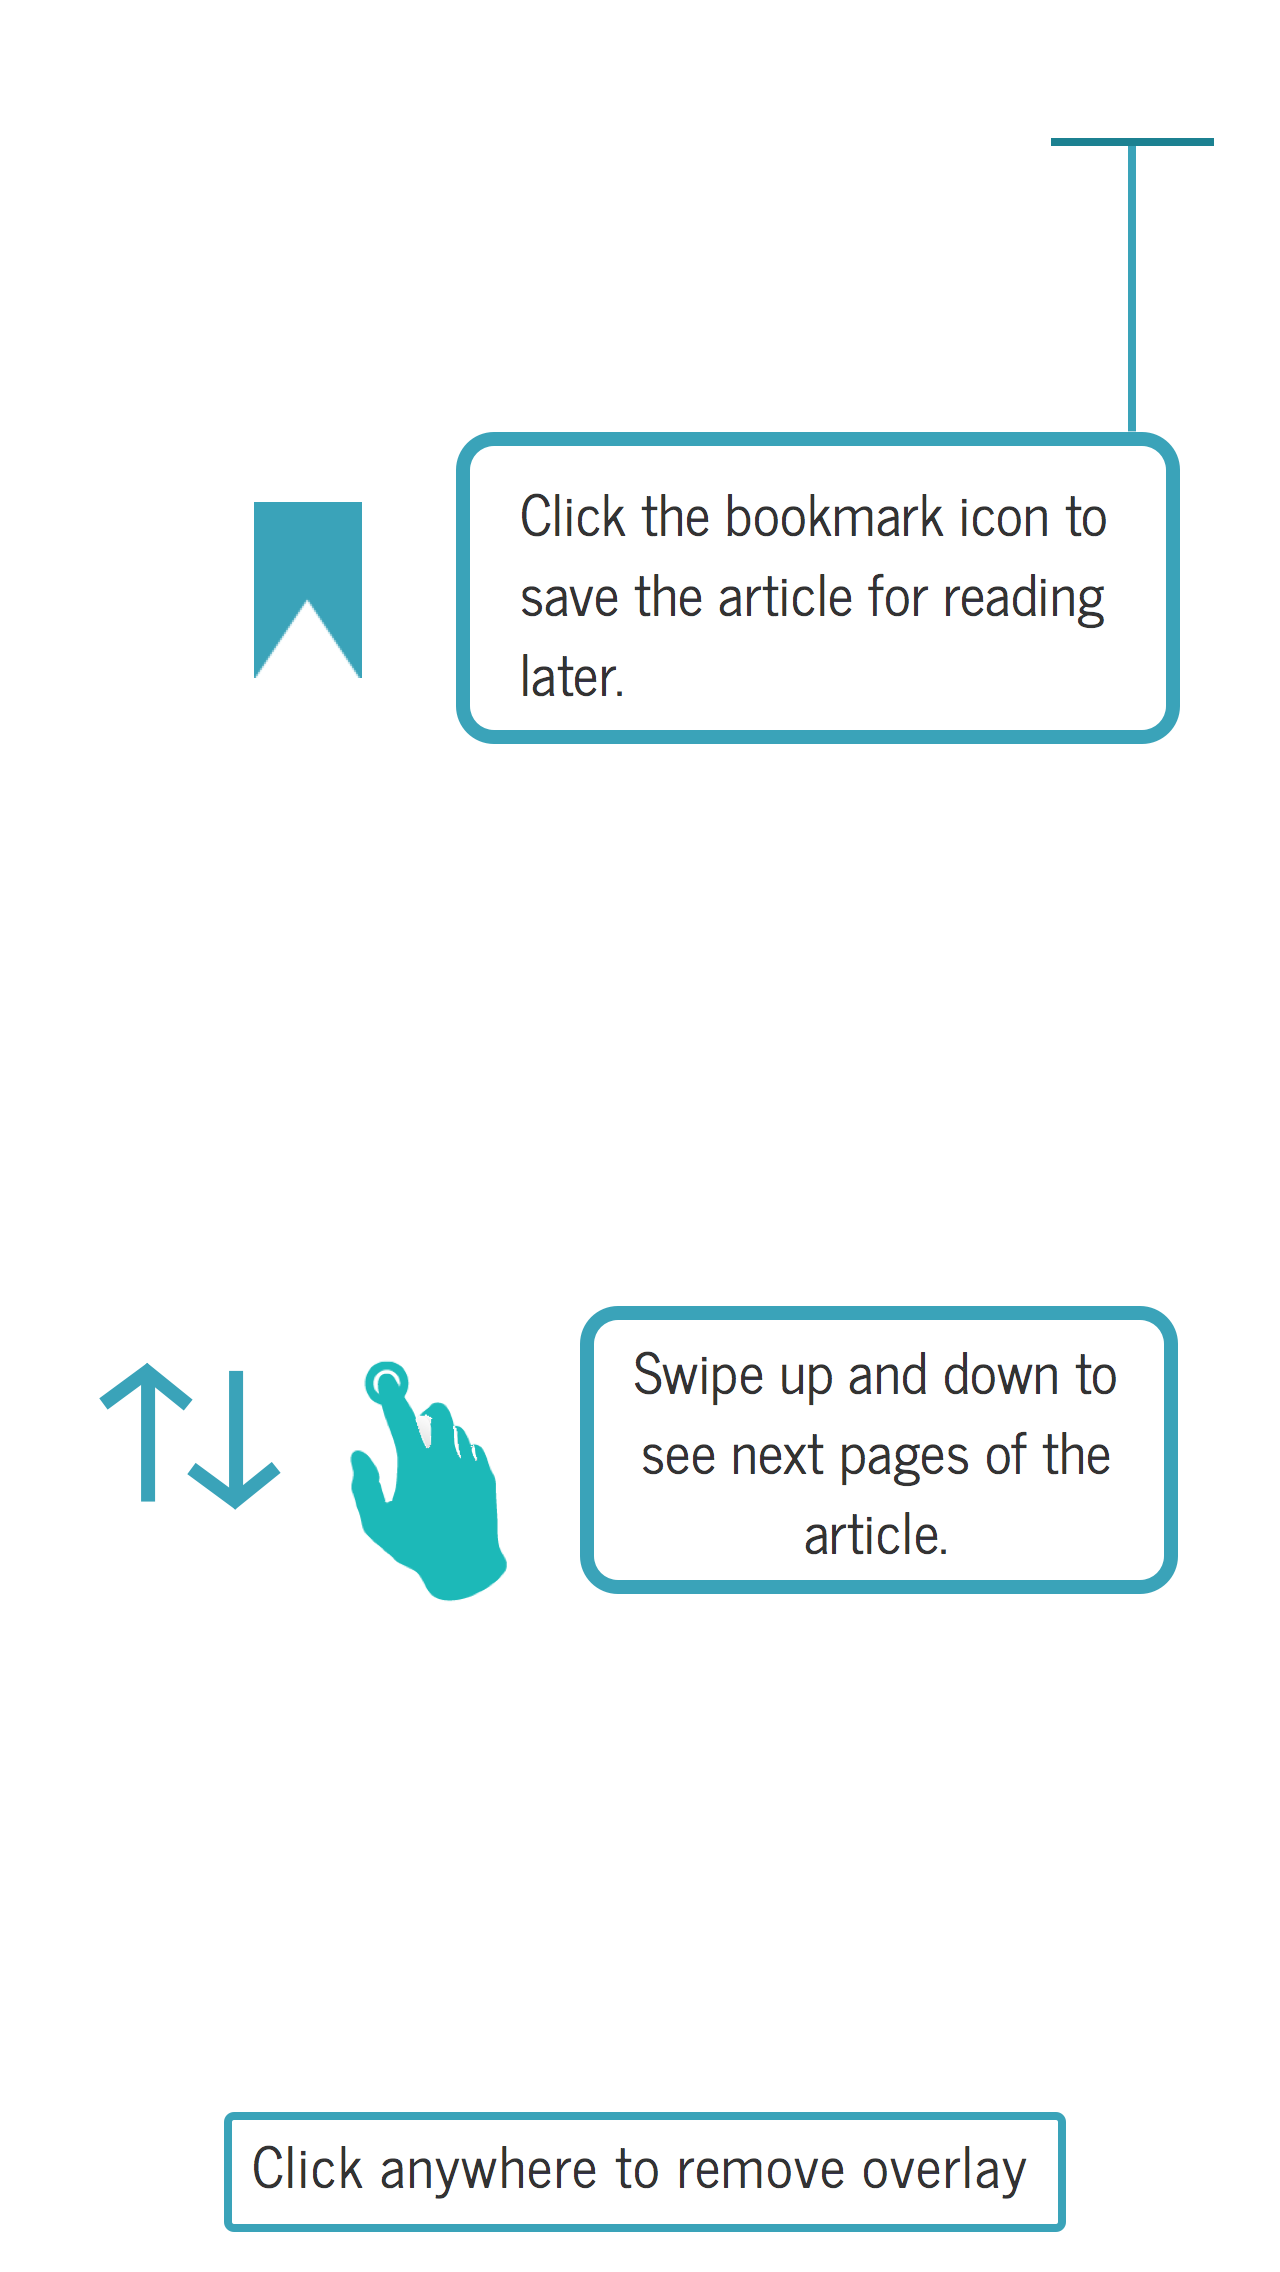 Click the bookmark icon to
save the article for reading
later.
Swipe up and down to
see next pages of the
article.
Click anywhere to remove overlay